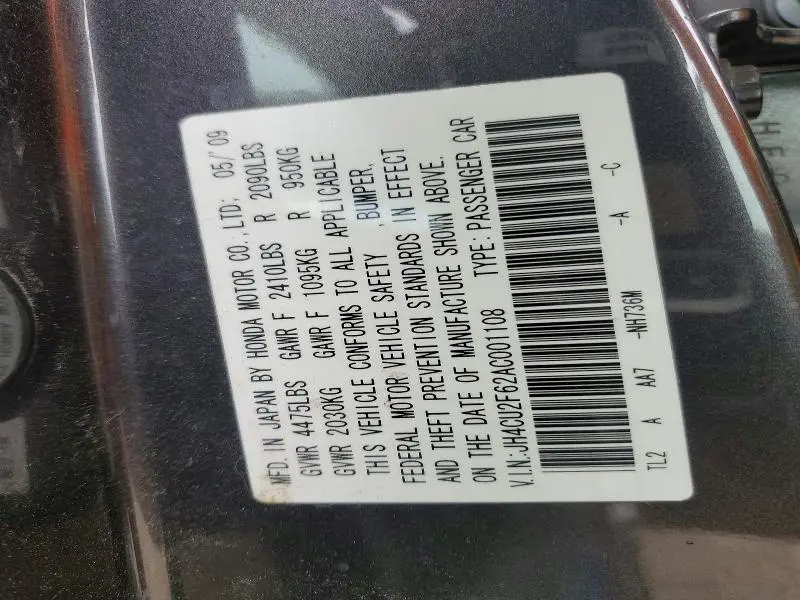 MFD. IN JAPAN BY HONDA MOTOR CO., LTD; 05/'09
GVWR 4475LBS GAWR F 2410LBS R 2090LBS
GVWR 2030KG GAWR F 1095KG R 950KG
THIS VEHICLE CONFORMS TO ALL APPLICABLE
FEDERAL MOTOR VEHICLE SAFETY ,BUMPER,
AND THEFT PREVENTION STANDARDS IN EFFECT
ON THE DATE OF MANUFACTURE SHOWN ABOVE.
V.I.N.:JH4CU2F62AC001108 TYPE: PASSENGER CAR
TL2 A AA7 -NH736M -A -C